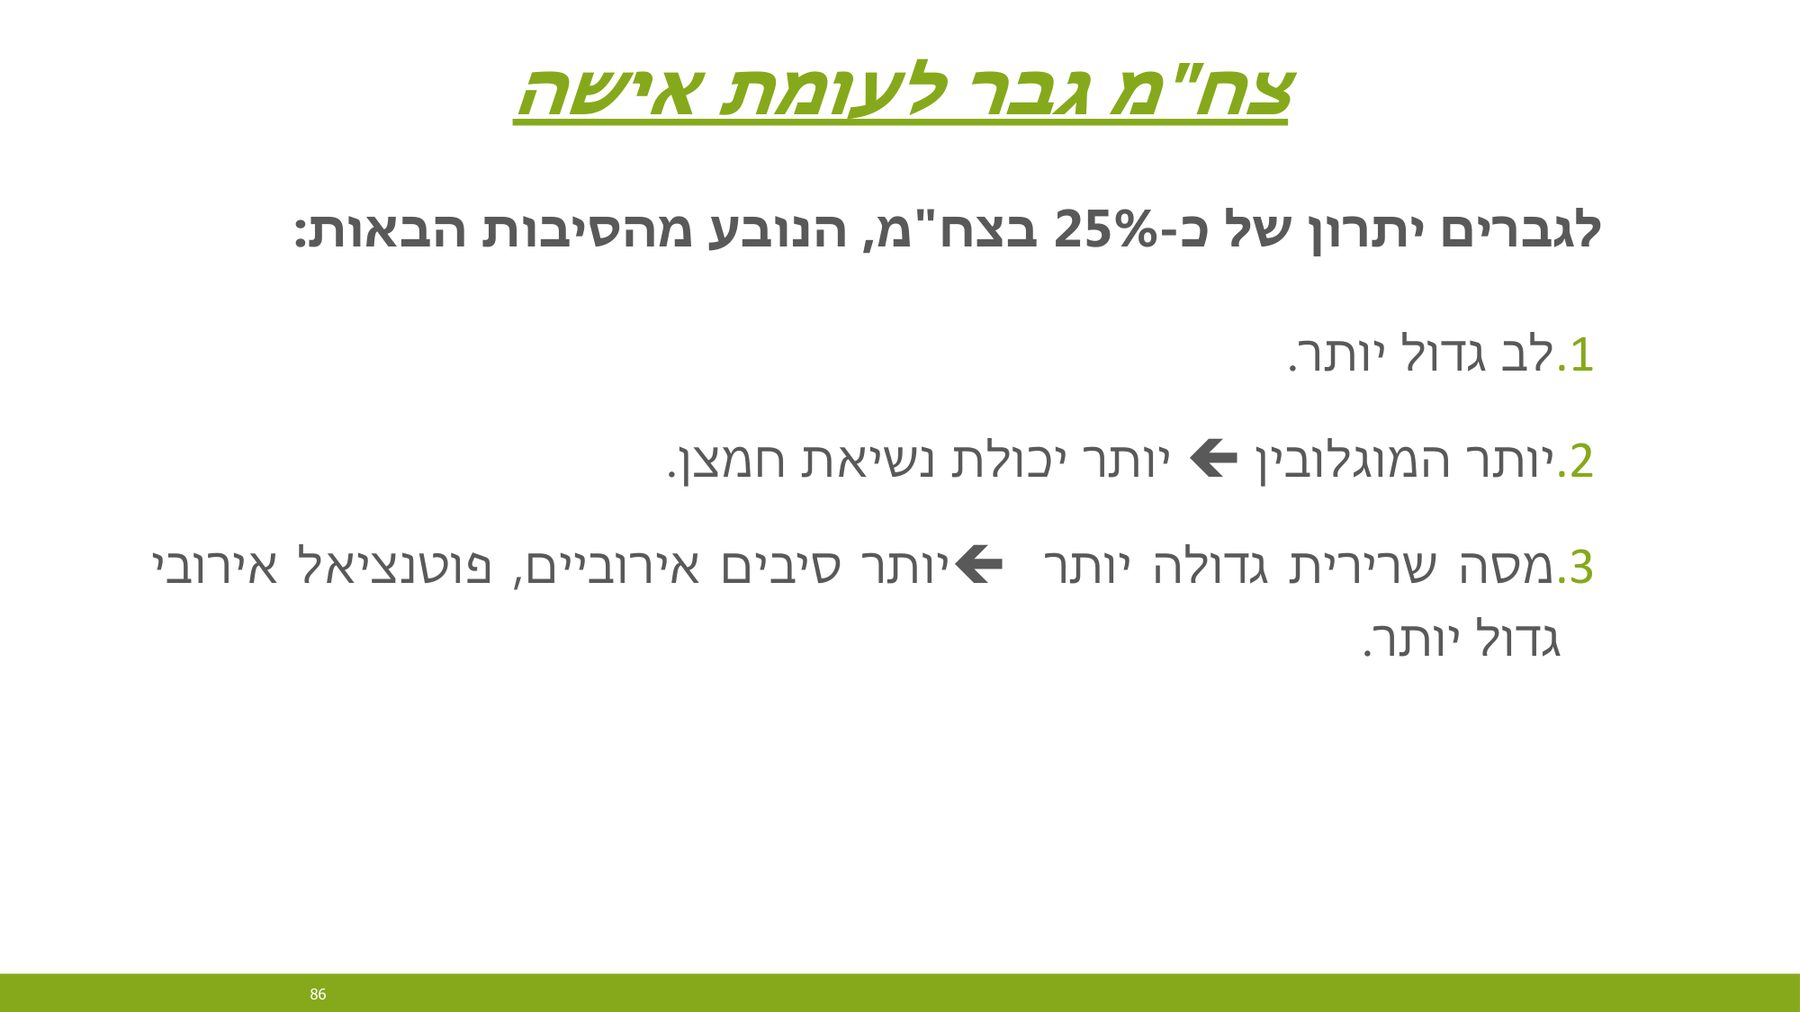 צח"מ גבר לעומת אישה
לגברים יתרון של כ-25% בצח"מ, הנובע מהסיבות הבאות:
1. לב גדול יותר.
2. יותר המוגלובין 🡸 יותר יכולת נשיאת חמצן.
3. מסה שרירית גדולה יותר 🡸יותר סיבים אירוביים, פוטנציאל אירובי
גדול יותר.
86